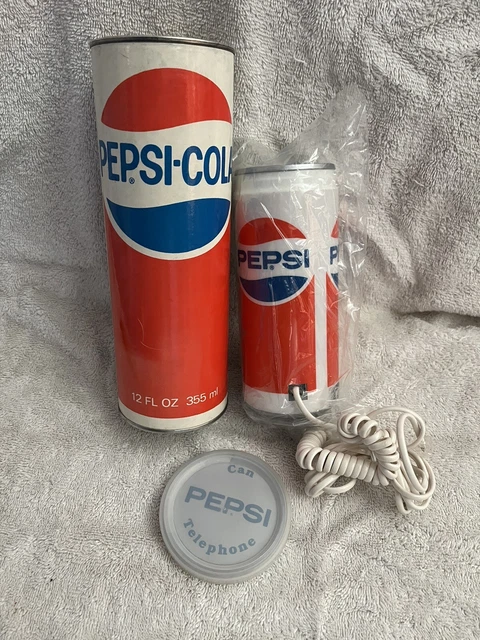 PEPSI-COLA
®
12 FL OZ 355 ml
PEPSI
Can
PEPSI
Telephone